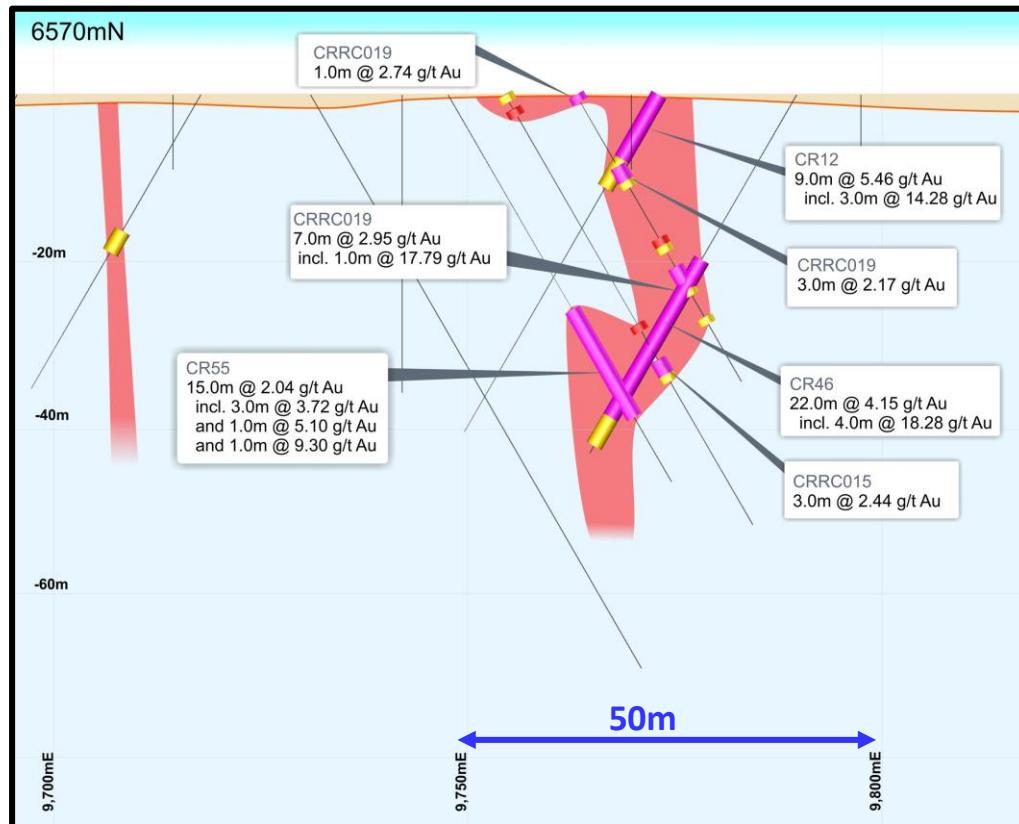 6570mN
CRRC019
1.0m @ 2.74 g/t Au
CR12
9.0m @ 5.46 g/t Au
incl. 3.0m @ 14.28 g/t Au
CRRC019
7.0m @ 2.95 g/t Au
incl. 1.0m @ 17.79 g/t Au
-20m
CRRC019
3.0m @ 2.17 g/t Au
CR55
15.0m @ 2.04 g/t Au
incl. 3.0m @ 3.72 g/t Au
and 1.0m @ 5.10 g/t Au
and 1.0m @ 9.30 g/t Au
CR46
22.0m @ 4.15 g/t Au
incl. 4.0m @ 18.28 g/t Au
-40m
CRRC015
3.0m @ 2.44 g/t Au
-60m
50m
9,700mE
9,750mE
9,800mE